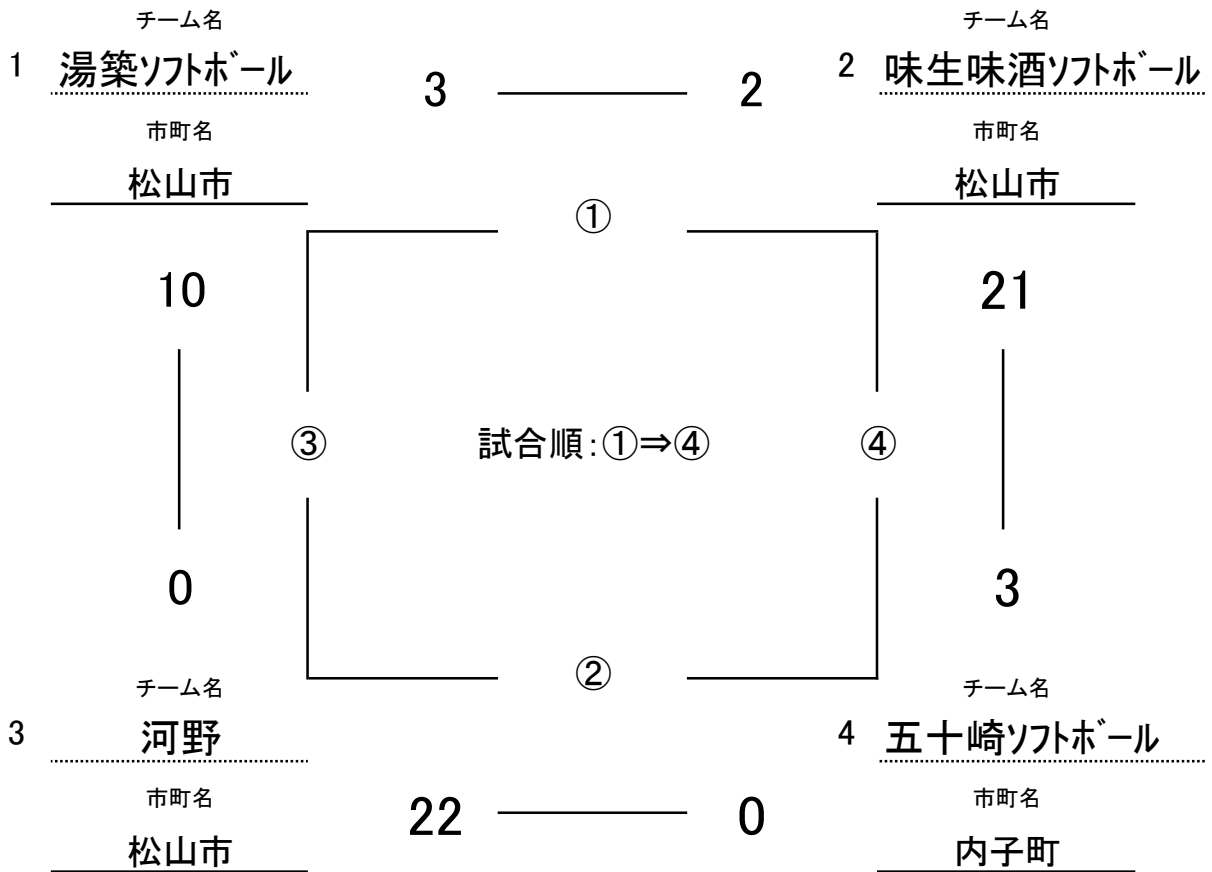 チーム名
チーム名
1 湯築ソフトボール
3 2
2 味生味酒ソフトボール
市町名
市町名
松山市
松山市
①
10
21
③
試合順:①⇒④
④
0
3
②
チーム名
チーム名
3 河野
4 五十崎ソフトボール
市町名
市町名
22 0
松山市
内子町